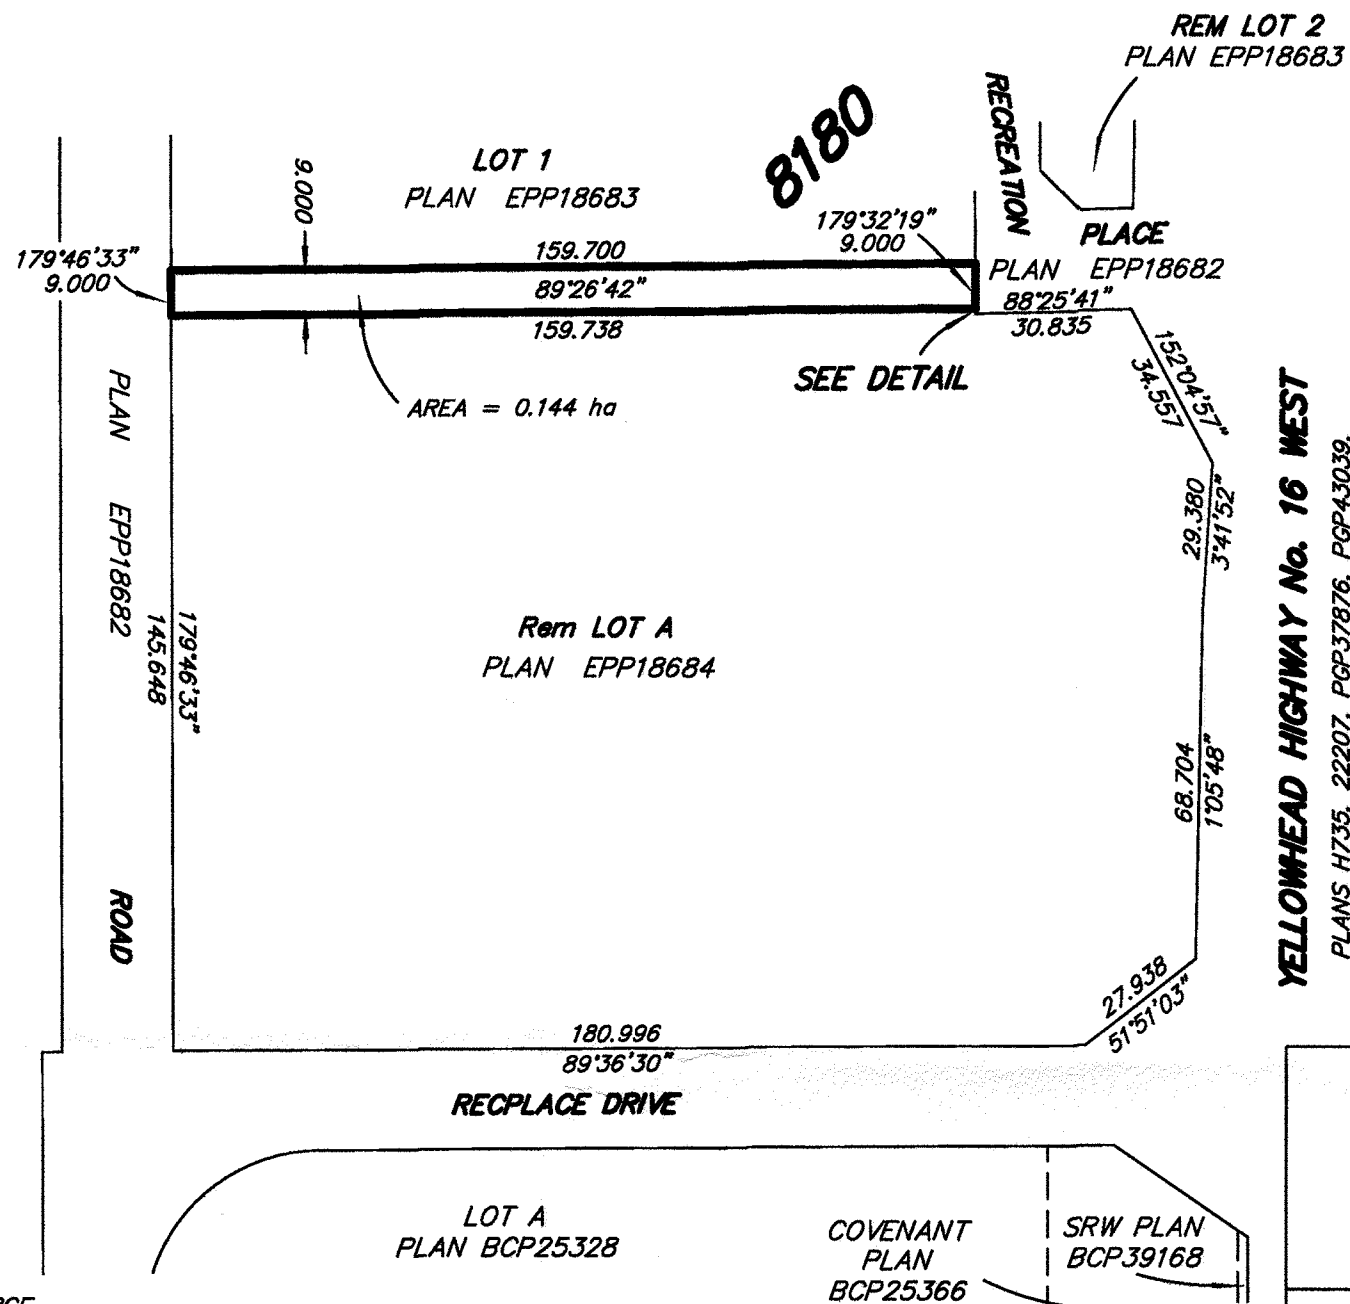 REM LOT 2
PLAN EPP18683
RECREATION
PLACE
PLAN EPP18682
8180
LOT 1
PLAN EPP18683
9.000
179°32'19"
9.000
179°46'33"
9.000
159.700
89°26'42"
159.738
88°25'41"
30.835
SEE DETAIL
AREA = 0.144 ha
152°04'57"
34.557
29.380
3°41'52"
YELLOWHEAD HIGHWAY No. 16 WEST
PLANS H735, 22207, PGP37876, PGP43039,
PLAN EPP18682
ROAD
179°46'33"
145.648
Rem LOT A
PLAN EPP18684
68.704
1°05'48"
27.938
51°51'03"
180.996
89°36'30"
RECPLACE DRIVE
LOT A
PLAN BCP25328
COVENANT
PLAN
BCP25366
SRW PLAN
BCP39168